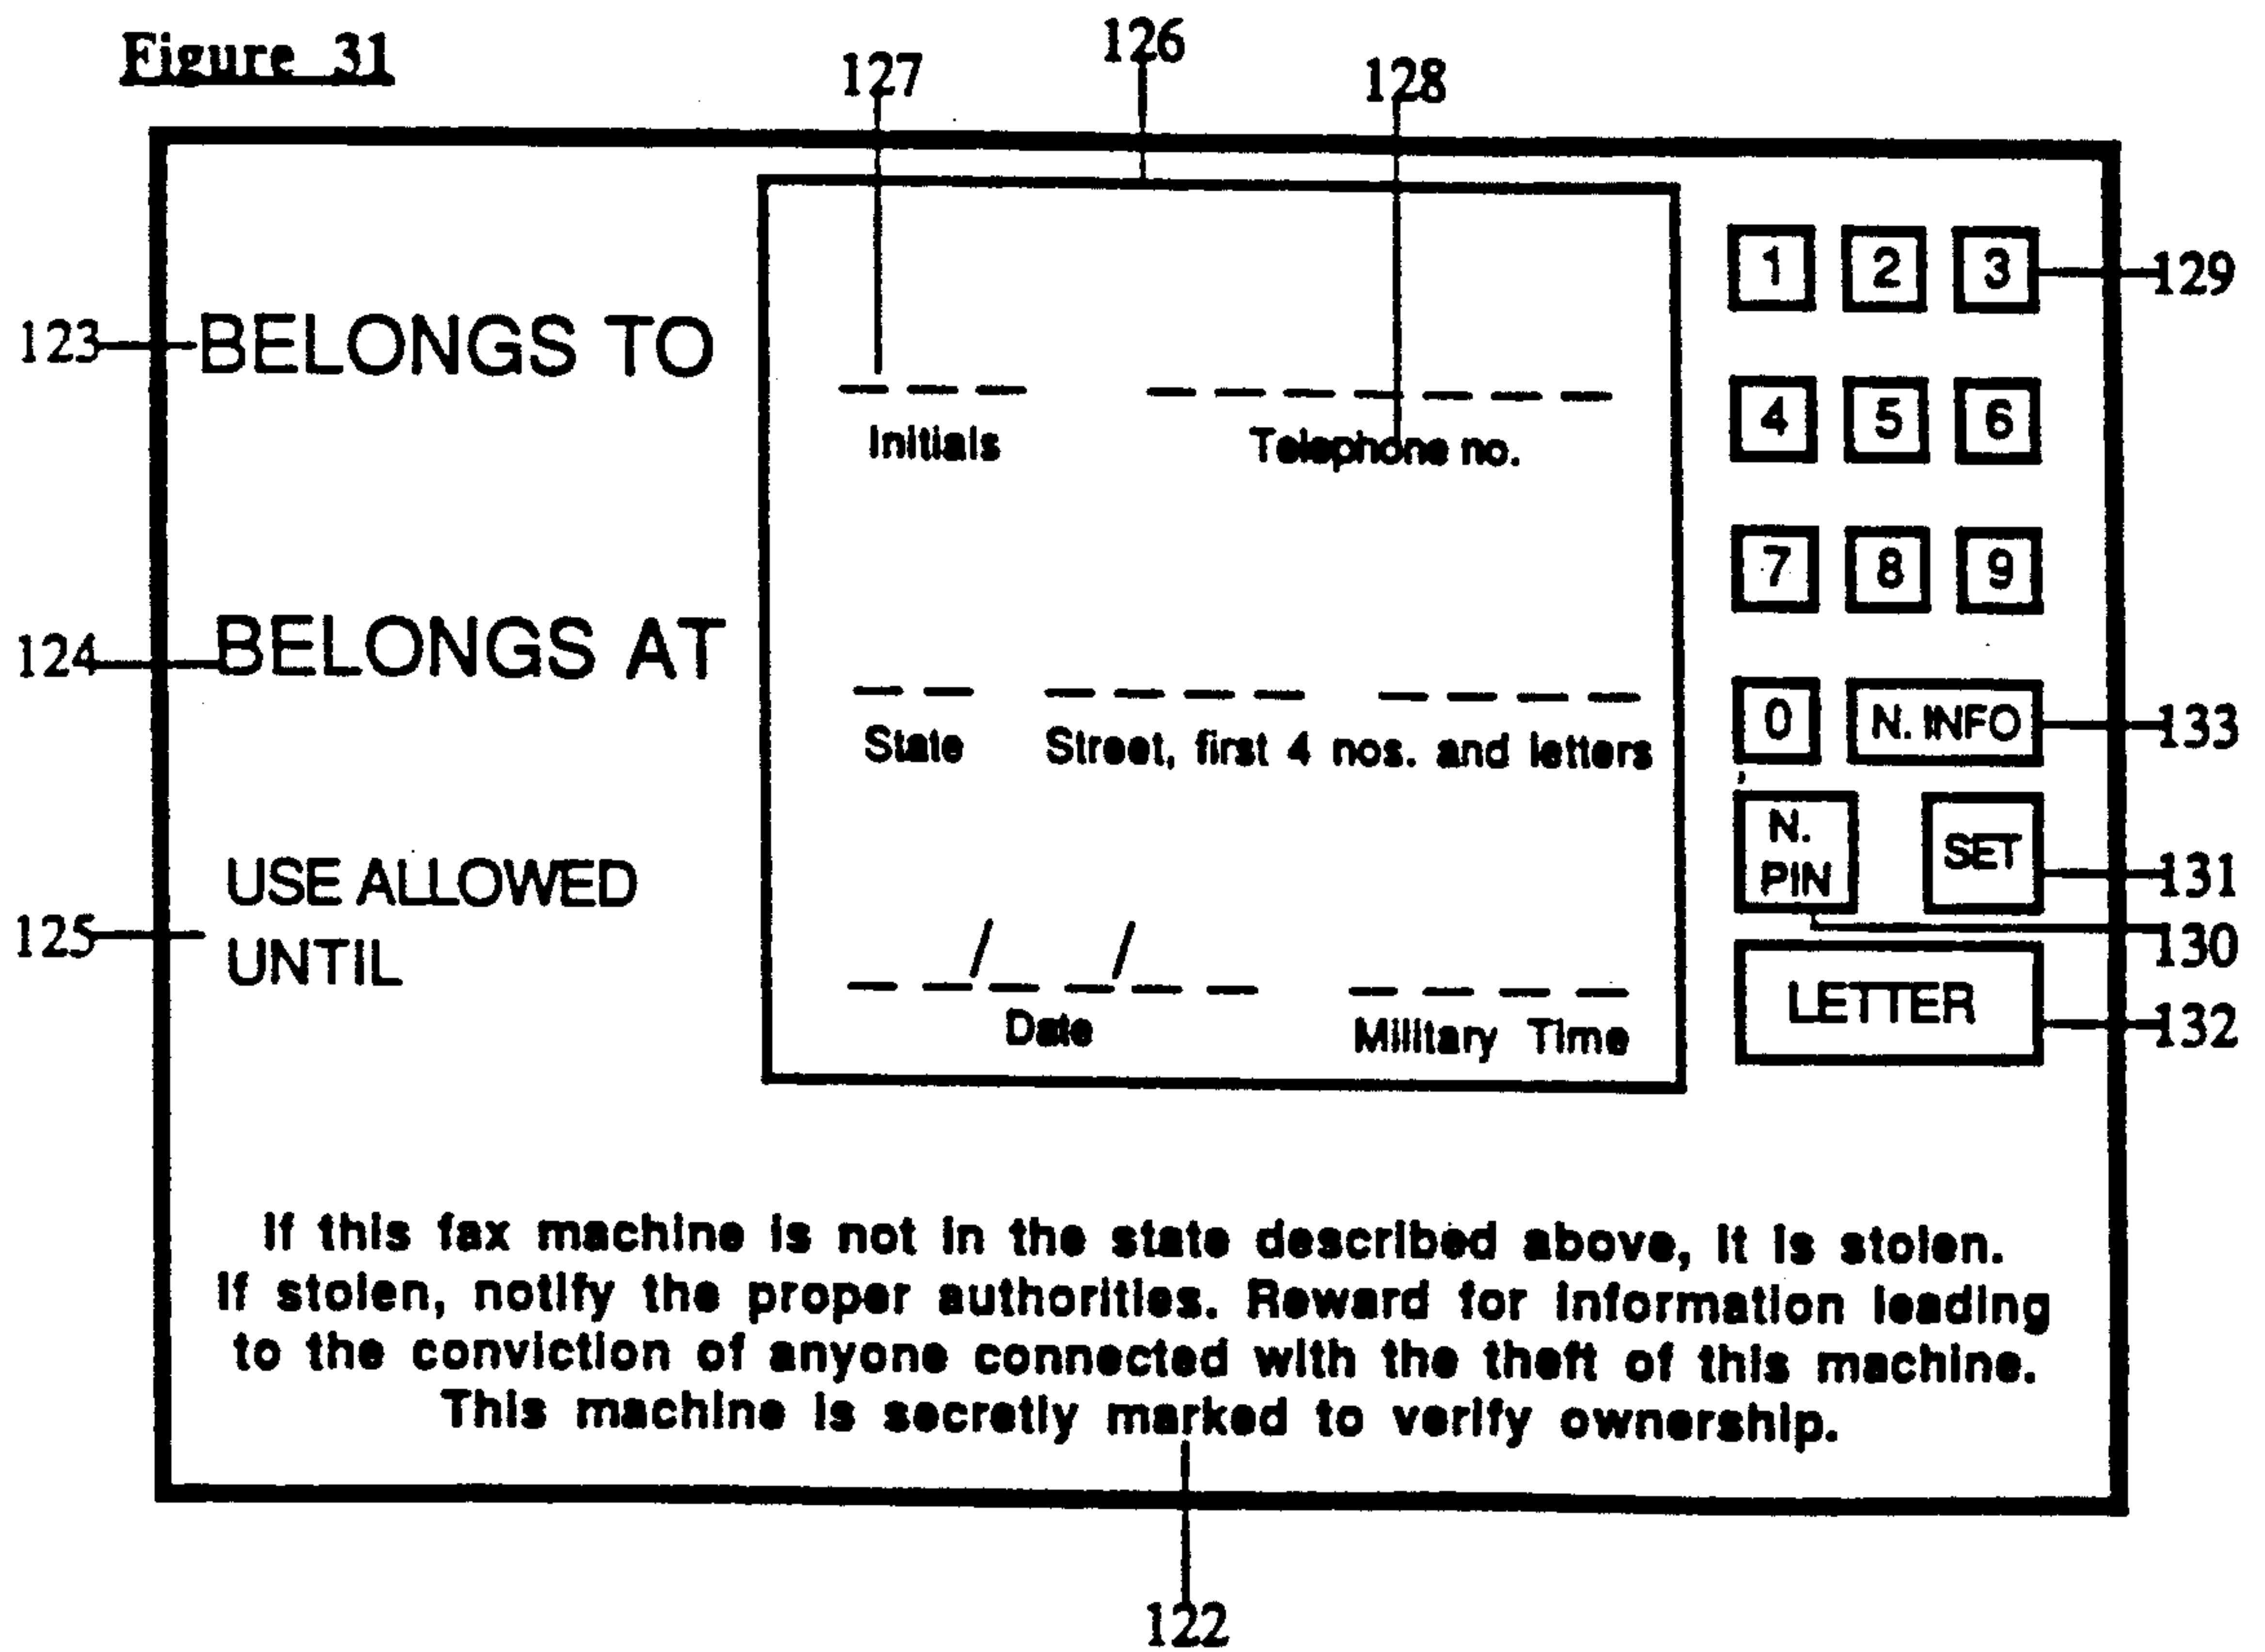 Figure 31
127 126 128
1 2 3 129
123 BELONGS TO
_ _ _ _ _ _ _ _ _ _
Initials Telephone no.
4 5 6
7 8 9
124 BELONGS AT
_ _ _ _ _ _ _ _ _ _
State Street, first 4 nos. and letters
0 N. INFO 133
N.
PIN
SET 131
130
USE ALLOWED
125 UNTIL
_ _/_ _/_ _ _ _ _ _
Date Military Time
LETTER 132
If this fax machine is not in the state described above, it is stolen.
If stolen, notify the proper authorities. Reward for information leading
to the conviction of anyone connected with the theft of this machine.
This machine is secretly marked to verify ownership.
122